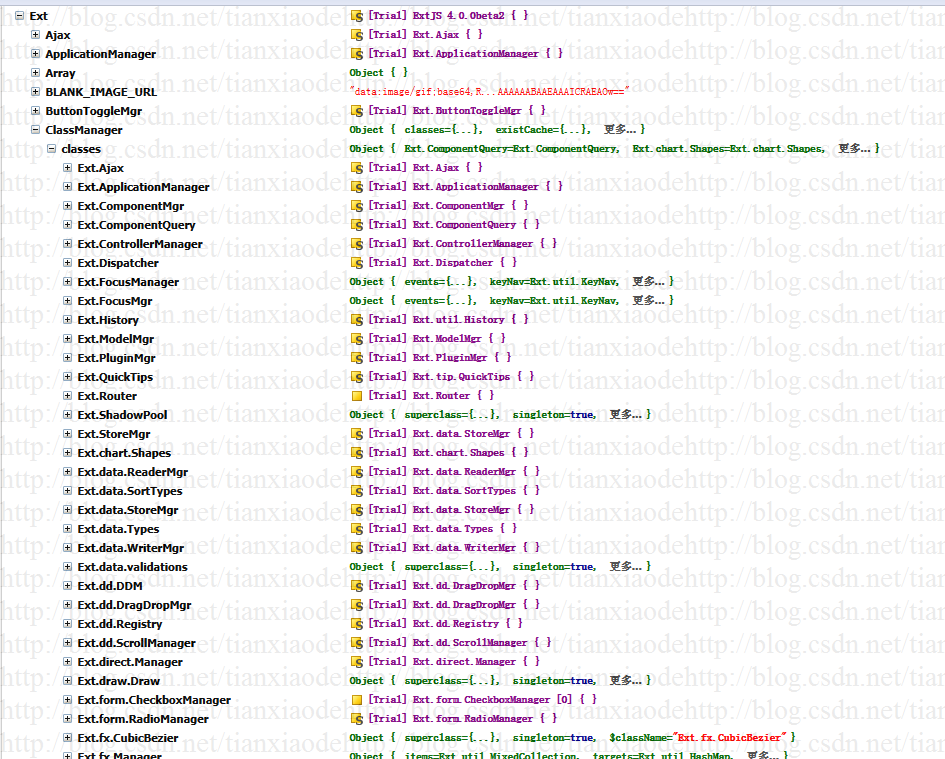 Ext [Trial] ExtJS 4.0.0beta2 { }
Ajax [Trial] Ext.Ajax { }
ApplicationManager [Trial] Ext.ApplicationManager { }
Array Object { }
BLANK_IMAGE_URL "data:image/gif;base64,R...AAAAAABAAEAAAICRAEAOw=="
ButtonToggleMgr [Trial] Ext.ButtonToggleMgr { }
ClassManager Object { classes={...}, existCache={...}, 更多... }
classes Object { Ext.ComponentQuery=Ext.ComponentQuery, Ext.chart.Shapes=Ext.chart.Shapes, 更多... }
Ext.Ajax [Trial] Ext.Ajax { }
Ext.ApplicationManager [Trial] Ext.ApplicationManager { }
Ext.ComponentMgr [Trial] Ext.ComponentMgr { }
Ext.ComponentQuery [Trial] Ext.ComponentQuery { }
Ext.ControllerManager [Trial] Ext.ControllerManager { }
Ext.Dispatcher [Trial] Ext.Dispatcher { }
Ext.FocusManager Object { events={...}, keyNav=Ext.util.KeyNav, 更多... }
Ext.FocusMgr Object { events={...}, keyNav=Ext.util.KeyNav, 更多... }
Ext.History [Trial] Ext.util.History { }
Ext.ModelMgr [Trial] Ext.ModelMgr { }
Ext.PluginMgr [Trial] Ext.PluginMgr { }
Ext.QuickTips [Trial] Ext.tip.QuickTips { }
Ext.Router [Trial] Ext.Router { }
Ext.ShadowPool Object { superclass={...}, singleton=true, 更多... }
Ext.StoreMgr [Trial] Ext.data.StoreMgr { }
Ext.chart.Shapes [Trial] Ext.chart.Shapes { }
Ext.data.ReaderMgr [Trial] Ext.data.ReaderMgr { }
Ext.data.SortTypes [Trial] Ext.data.SortTypes { }
Ext.data.StoreMgr [Trial] Ext.data.StoreMgr { }
Ext.data.Types [Trial] Ext.data.Types { }
Ext.data.WriterMgr [Trial] Ext.data.WriterMgr { }
Ext.data.validations Object { superclass={...}, singleton=true, 更多... }
Ext.dd.DDM [Trial] Ext.dd.DragDropMgr { }
Ext.dd.DragDropMgr [Trial] Ext.dd.DragDropMgr { }
Ext.dd.Registry [Trial] Ext.dd.Registry { }
Ext.dd.ScrollManager [Trial] Ext.dd.ScrollManager { }
Ext.direct.Manager [Trial] Ext.direct.Manager { }
Ext.draw.Draw Object { superclass={...}, singleton=true, 更多... }
Ext.form.CheckboxManager [Trial] Ext.form.CheckboxManager [0] { }
Ext.form.RadioManager [Trial] Ext.form.RadioManager { }
Ext.fx.CubicBezier Object { superclass={...}, singleton=true, $className="Ext.fx.CubicBezier" }
Ext.fx.Manager Object { items=Ext.util.MixedCollection, targets=Ext.util.HashMap, 更多... }